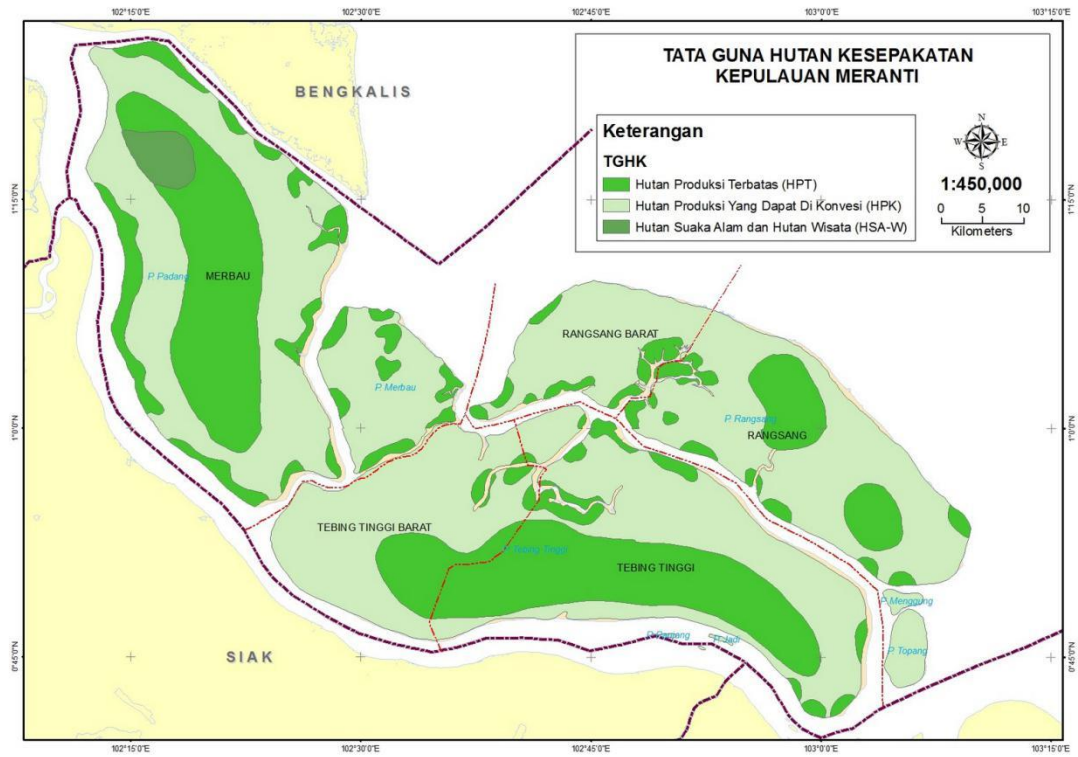 102°15'0"E 102°30'0"E 102°45'0"E 103°0'0"E 103°15'0"E
TATA GUNA HUTAN KESEPAKATAN
KEPULAUAN MERANTI
Keterangan
TGHK
Hutan Produksi Terbatas (HPT)
Hutan Produksi Yang Dapat Di Konvesi (HPK)
Hutan Suaka Alam dan Hutan Wisata (HSA-W)
N
W E
S
1:450,000
0 5 10
Kilometers
BENGKALIS
1°15'0"N
1°15'0"N
P. Padang
MERBAU
RANGSANG BARAT
P. Merbau
P. Rangsang
1°0'0"N
1°0'0"N
RANGSANG
TEBING TINGGI BARAT
P. Tebing Tinggi
TEBING TINGGI
P. Menggung
P. Jadi
P. Topang
SIAK
0°45'0"N
0°45'0"N
102°15'0"E 102°30'0"E 102°45'0"E 103°0'0"E 103°15'0"E